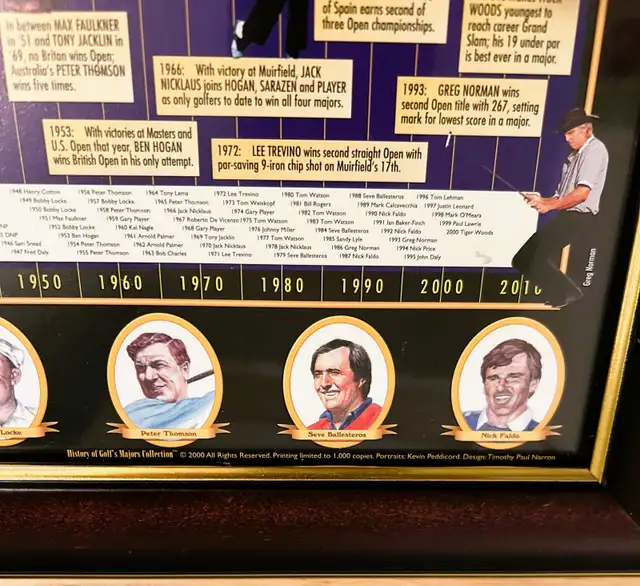 In between MAX FAULKNER
in '51 and TONY JACKLIN in
'69, no Briton wins Open;
Australia's PETER THOMSON
wins five times.
of Spain earns second of
three Open championships.
WOODS youngest to
reach career Grand
Slam; his 19 under par
is best ever in a major.
1966: With victory at Muirfield, JACK
NICKLAUS joins HOGAN, SARAZEN and PLAYER
as only golfers to date to win all four majors.
1993: GREG NORMAN wins
second Open title with 267, setting
mark for lowest score in a major.
1953: With victories at Masters and
U.S. Open that year, BEN HOGAN
wins British Open in his only attempt.
1972: LEE TREVINO wins second straight Open with
par-saving 9-iron chip shot on Muirfield's 17th.
DNP
1946 Sam Snead
1947 Fred Daly
1948 Henry Cotton
1949 Bobby Locke
1950 Bobby Locke
1951 Max Faulkner
1952 Bobby Locke
1953 Ben Hogan
1954 Peter Thomson
1955 Peter Thomson
1956 Peter Thomson
1957 Bobby Locke
1958 Peter Thomson
1959 Gary Player
1960 Kel Nagle
1961 Arnold Palmer
1962 Arnold Palmer
1963 Bob Charles
1964 Tony Lema
1965 Peter Thomson
1966 Jack Nicklaus
1967 Roberto De Vicenzo
1968 Gary Player
1969 Tony Jacklin
1970 Jack Nicklaus
1971 Lee Trevino
1972 Lee Trevino
1973 Tom Weiskopf
1974 Gary Player
1975 Tom Watson
1976 Johnny Miller
1977 Tom Watson
1978 Jack Nicklaus
1979 Seve Ballesteros
1980 Tom Watson
1981 Bill Rogers
1982 Tom Watson
1983 Tom Watson
1984 Seve Ballesteros
1985 Sandy Lyle
1986 Greg Norman
1987 Nick Faldo
1988 Seve Ballesteros
1989 Mark Calcavecchia
1990 Nick Faldo
1991 Ian Baker-Finch
1992 Nick Faldo
1993 Greg Norman
1994 Nick Price
1995 John Daly
1996 Tom Lehman
1997 Justin Leonard
1998 Mark O'Meara
1999 Paul Lawrie
2000 Tiger Woods
Greg Norman
1950 1960 1970 1980 1990 2000 2010
Locke
Peter Thomson
Seve Ballesteros
Nick Faldo
History of Golf's Majors Collection™ © 2000 All Rights Reserved. Printing limited to 1,000 copies. Portraits: Kevin Peddicord. Design: Timothy Paul Narron